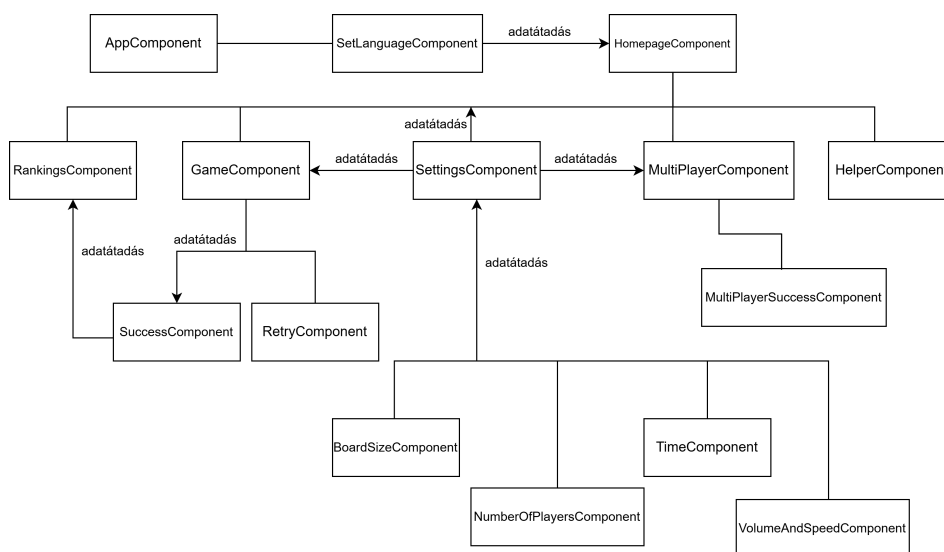 AppComponent
SetLanguageComponent
adatátadás
HomepageComponent
adatátadás
RankingsComponent
GameComponent
adatátadás
SettingsComponent
adatátadás
MultiPlayerComponent
HelperComponent
adatátadás
adatátadás
adatátadás
MultiPlayerSuccessComponent
SuccessComponent
RetryComponent
BoardSizeComponent
TimeComponent
NumberOfPlayersComponent
VolumeAndSpeedComponent